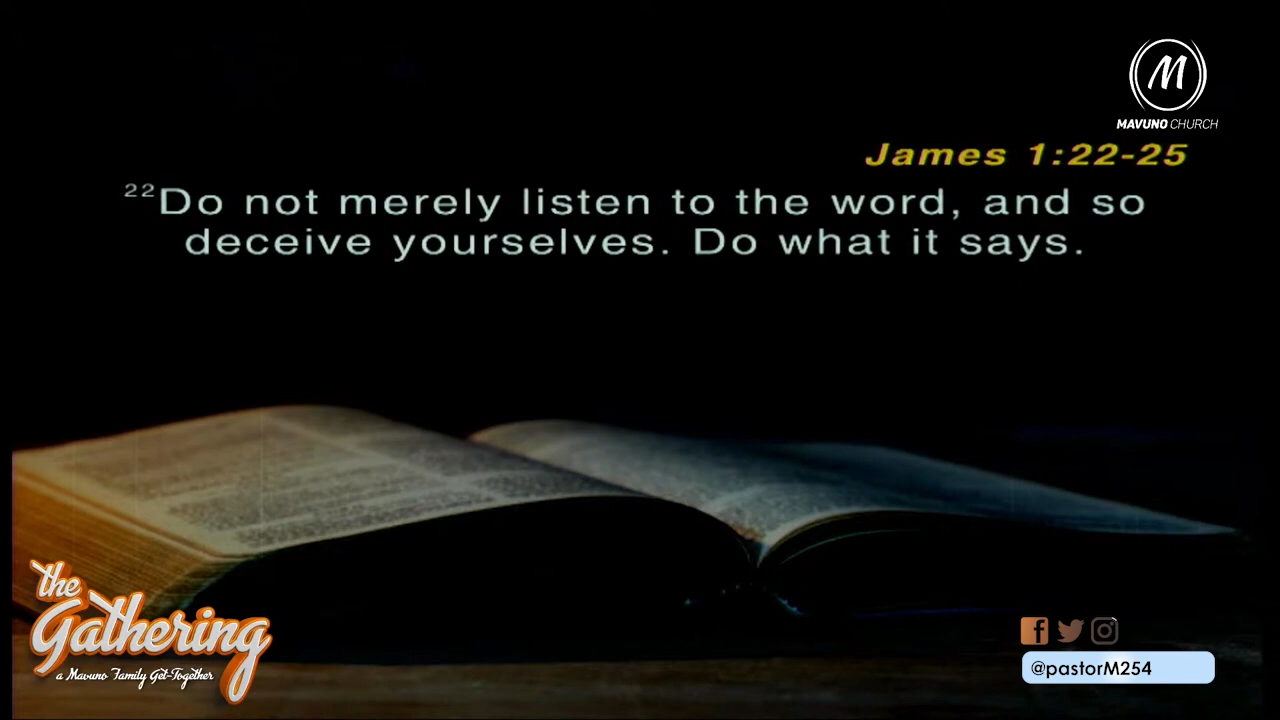 M
MAVUNO CHURCH
James 1:22-25
22Do not merely listen to the word, and so
deceive yourselves. Do what it says.
the
Gathering
a Mavuno Family Get-Together
@pastorM254